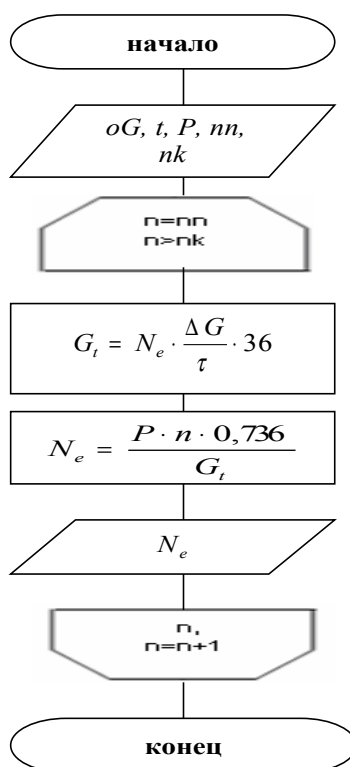 начало
oG, t, P, nn,
nk
n=nn
n>nk
G_t = N_e · ΔG/τ · 36
N_e = P · n · 0,736 / G_t
N_e
n,
n=n+1
конец